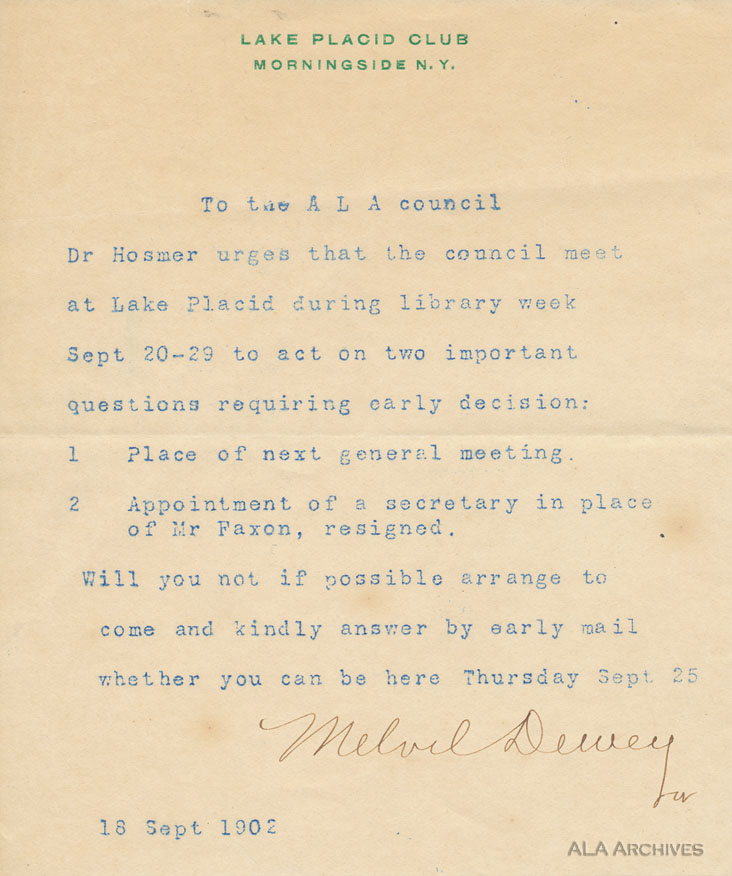 LAKE PLACID CLUB
MORNINGSIDE N.Y.
To the A L A council
Dr Hosmer urges that the council meet
at Lake Placid during library week
Sept 20-29 to act on two important
questions requiring early decision:
1 Place of next general meeting.
2 Appointment of a secretary in place
of Mr Faxon, resigned.
Will you not if possible arrange to
come and kindly answer by early mail
whether you can be here Thursday Sept 25
Melvil Dewey
18 Sept 1902
ALA ARCHIVES